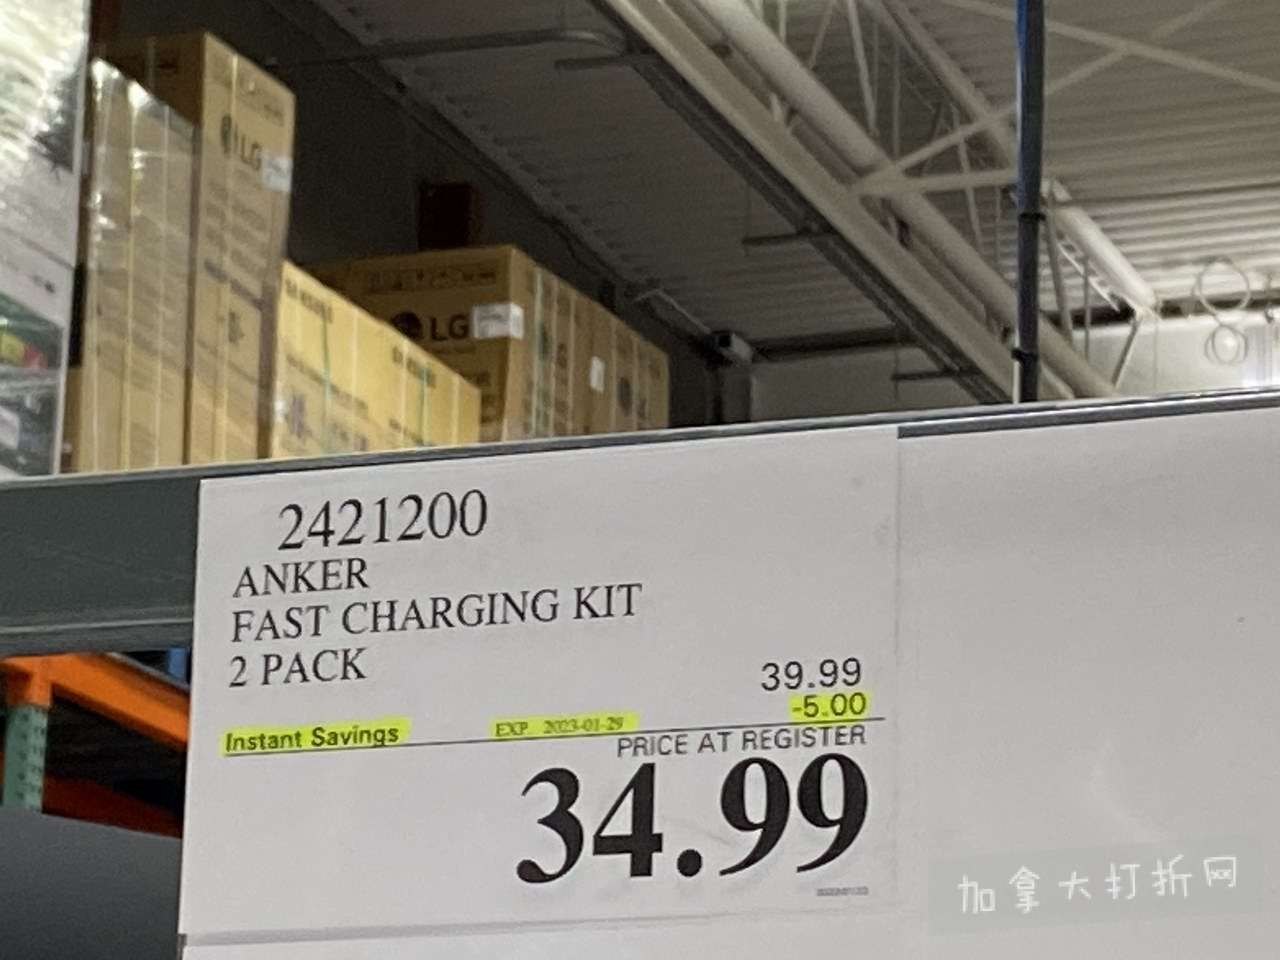 LG
LG
2421200
ANKER
FAST CHARGING KIT
2 PACK
39.99
Instant Savings EXP. 2023-01-29 -5.00
PRICE AT REGISTER
34.99
加拿大打折网